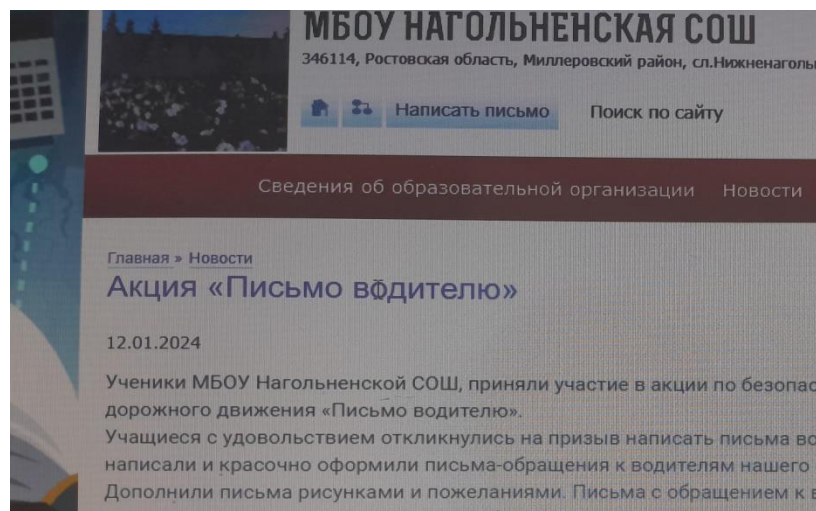 МБОУ НАГОЛЬНЕНСКАЯ СОШ
346114, Ростовская область, Миллеровский район, сл.Нижненаголь
Написать письмо Поиск по сайту
Сведения об образовательной организации Новости
Главная » Новости
Акция «Письмо водителю»
12.01.2024
Ученики МБОУ Нагольненской СОШ, приняли участие в акции по безопас
дорожного движения «Письмо водителю».
Учащиеся с удовольствием откликнулись на призыв написать письма во
написали и красочно оформили письма-обращения к водителям нашего
Дополнили письма рисунками и пожеланиями. Письма с обращением к в